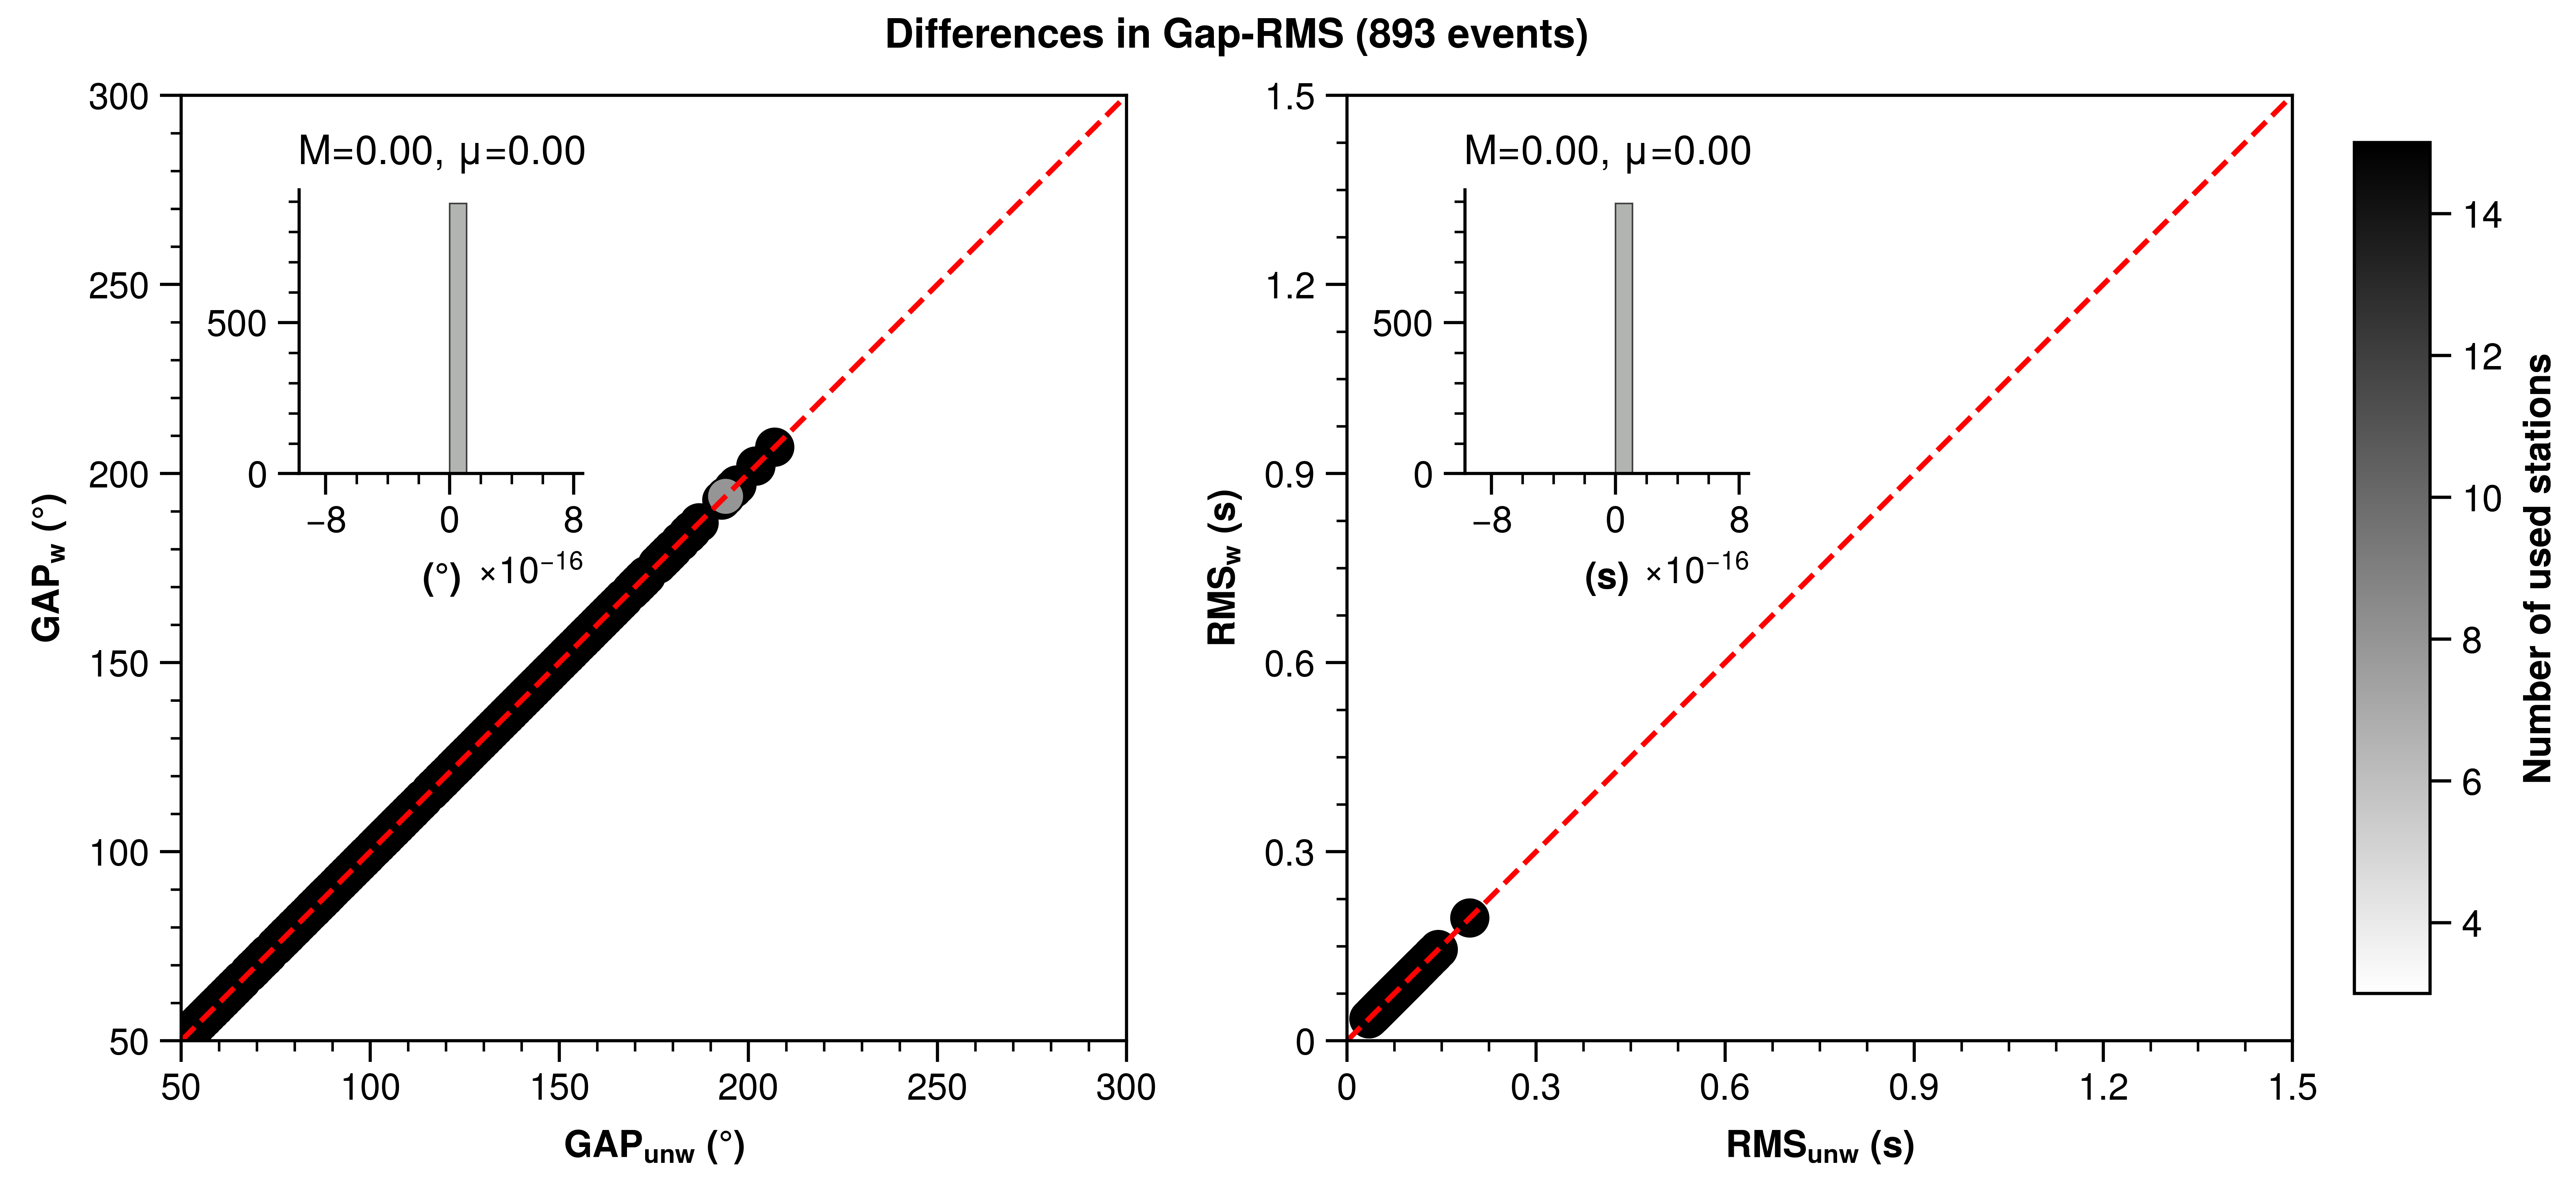 Differences in Gap-RMS (893 events)
300
250
200
150
100
50
GAPw (°)
50 100 150 200 250 300
GAPunw (°)
M=0.00, μ=0.00
500
0
−8 0 8
(°) ×10⁻¹⁶
1.5
1.2
0.9
0.6
0.3
0
RMSw (s)
0 0.3 0.6 0.9 1.2 1.5
RMSunw (s)
M=0.00, μ=0.00
500
0
−8 0 8
(s) ×10⁻¹⁶
14
12
10
8
6
4
Number of used stations